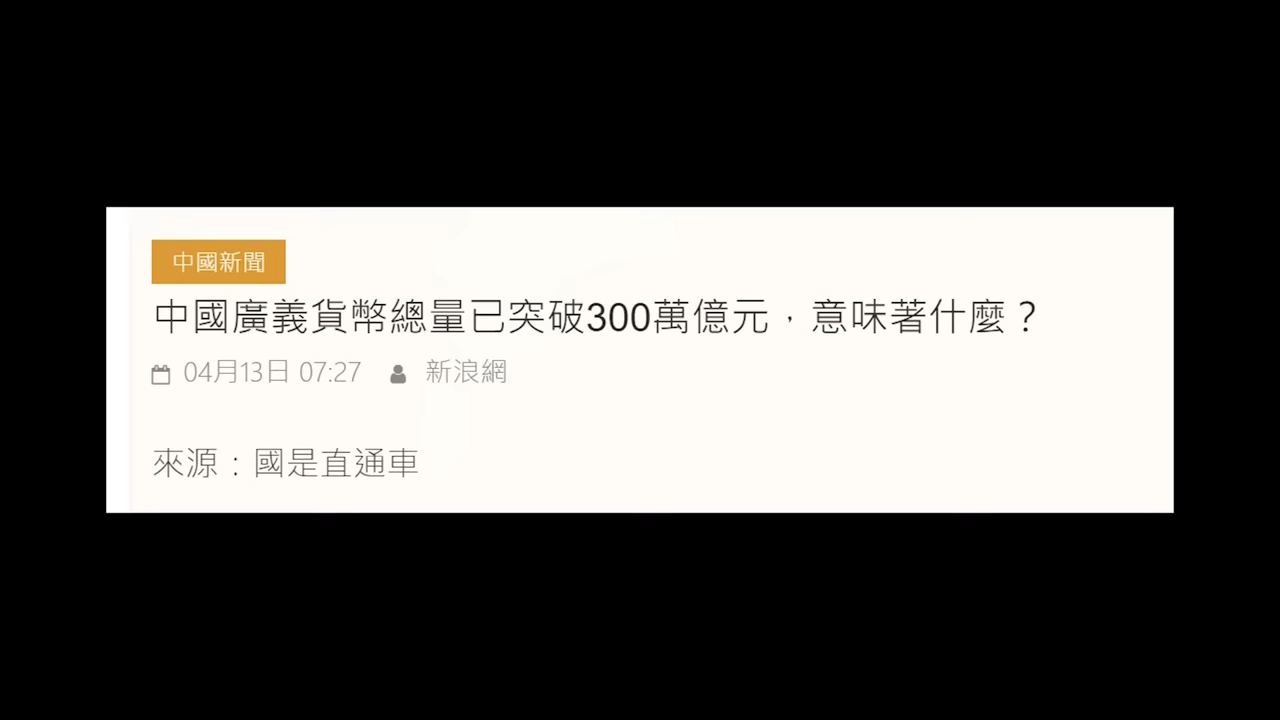 中國新聞
中國廣義貨幣總量已突破300萬億元，意味著什麼？
04月13日 07:27 新浪網
來源：國是直通車